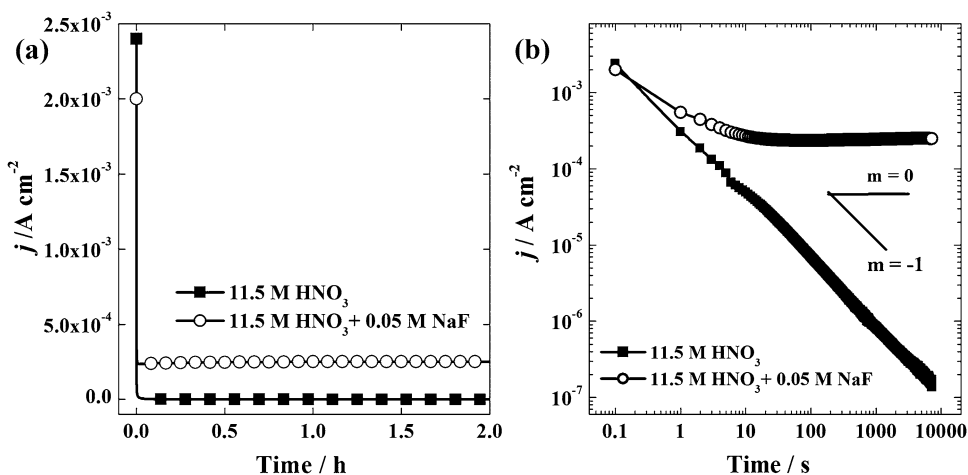 (a)
2.5x10⁻³
2.0x10⁻³
1.5x10⁻³
1.0x10⁻³
5.0x10⁻⁴
0.0
j /A cm⁻²
11.5 M HNO₃
11.5 M HNO₃+ 0.05 M NaF
0.0 0.5 1.0 1.5 2.0
Time / h
(b)
10⁻³
10⁻⁴
10⁻⁵
10⁻⁶
10⁻⁷
j /A cm⁻²
m = 0
m = -1
11.5 M HNO₃
11.5 M HNO₃+ 0.05 M NaF
0.1 1 10 100 1000 10000
Time / s